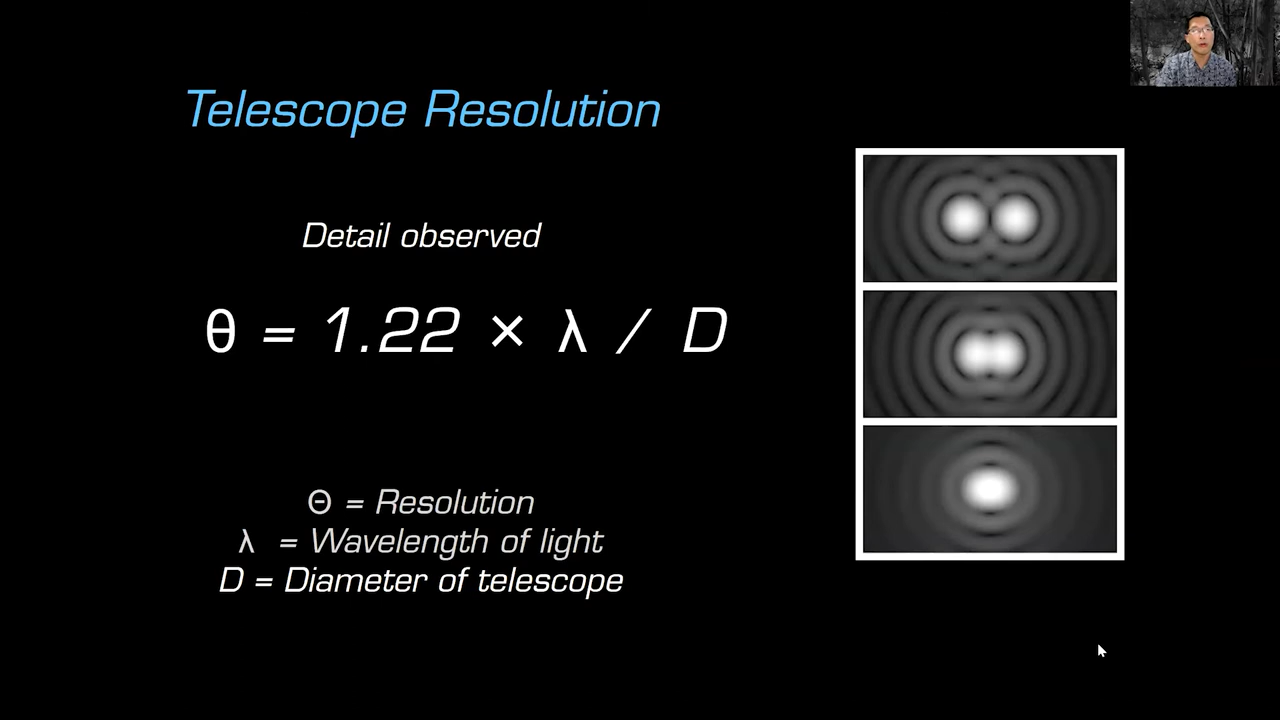 Telescope Resolution
Detail observed
θ = 1.22 × λ / D
Θ = Resolution
λ = Wavelength of light
D = Diameter of telescope